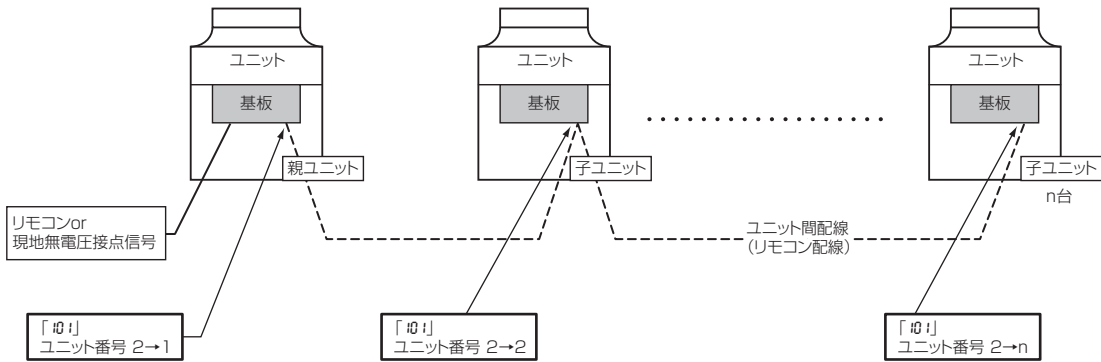 ユニット
ユニット
ユニット
基板
基板
基板
親ユニット
子ユニット
子ユニット
n台
リモコンor
現地無電圧接点信号
ユニット間配線
(リモコン配線)
「101」
ユニット番号 2→1
「101」
ユニット番号 2→2
「101」
ユニット番号 2→n